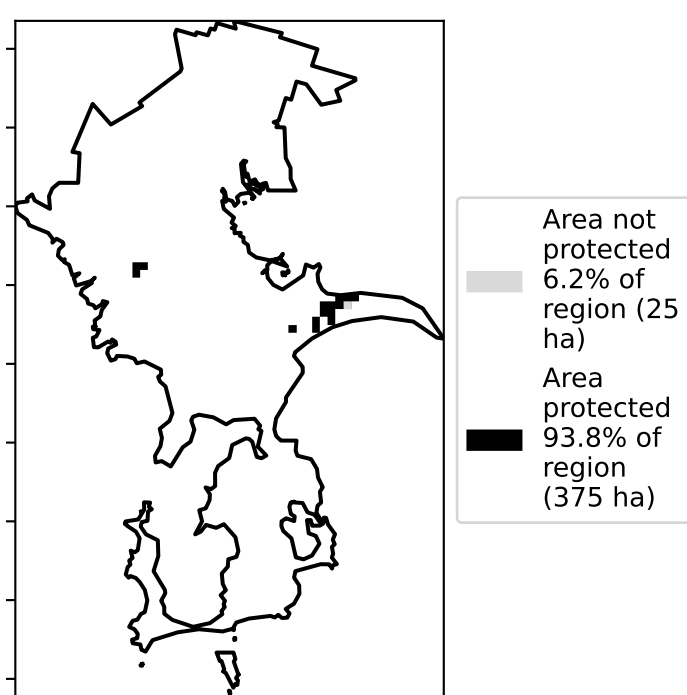 Area not
protected
6.2% of
region (25
ha)
Area
protected
93.8% of
region
(375 ha)